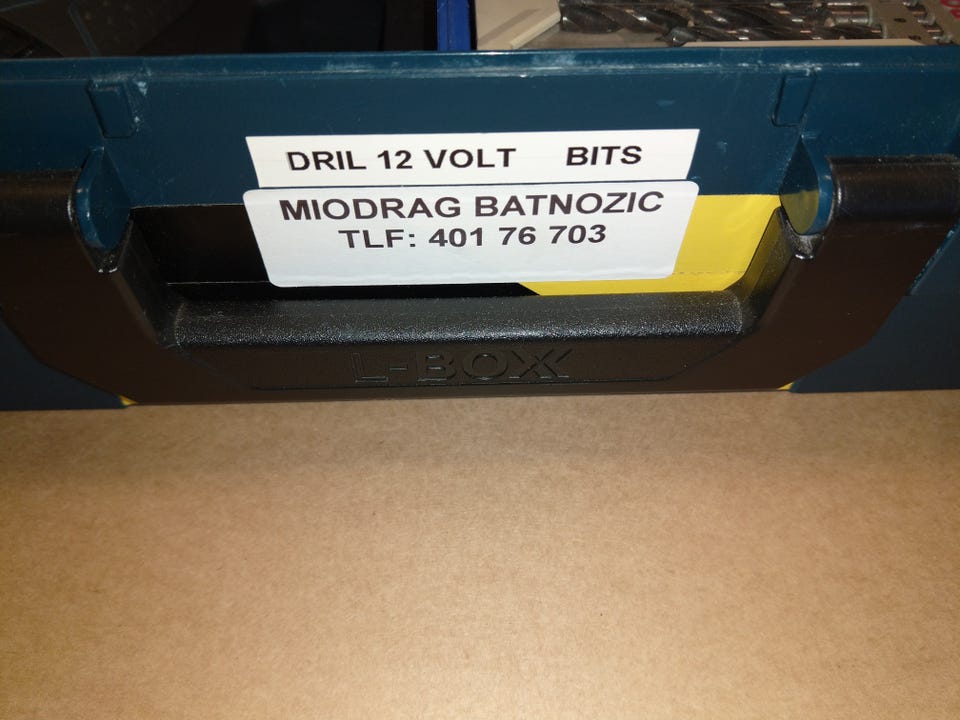 DRIL 12 VOLT BITS
MIODRAG BATNOZIC
TLF: 401 76 703
L-BOXX